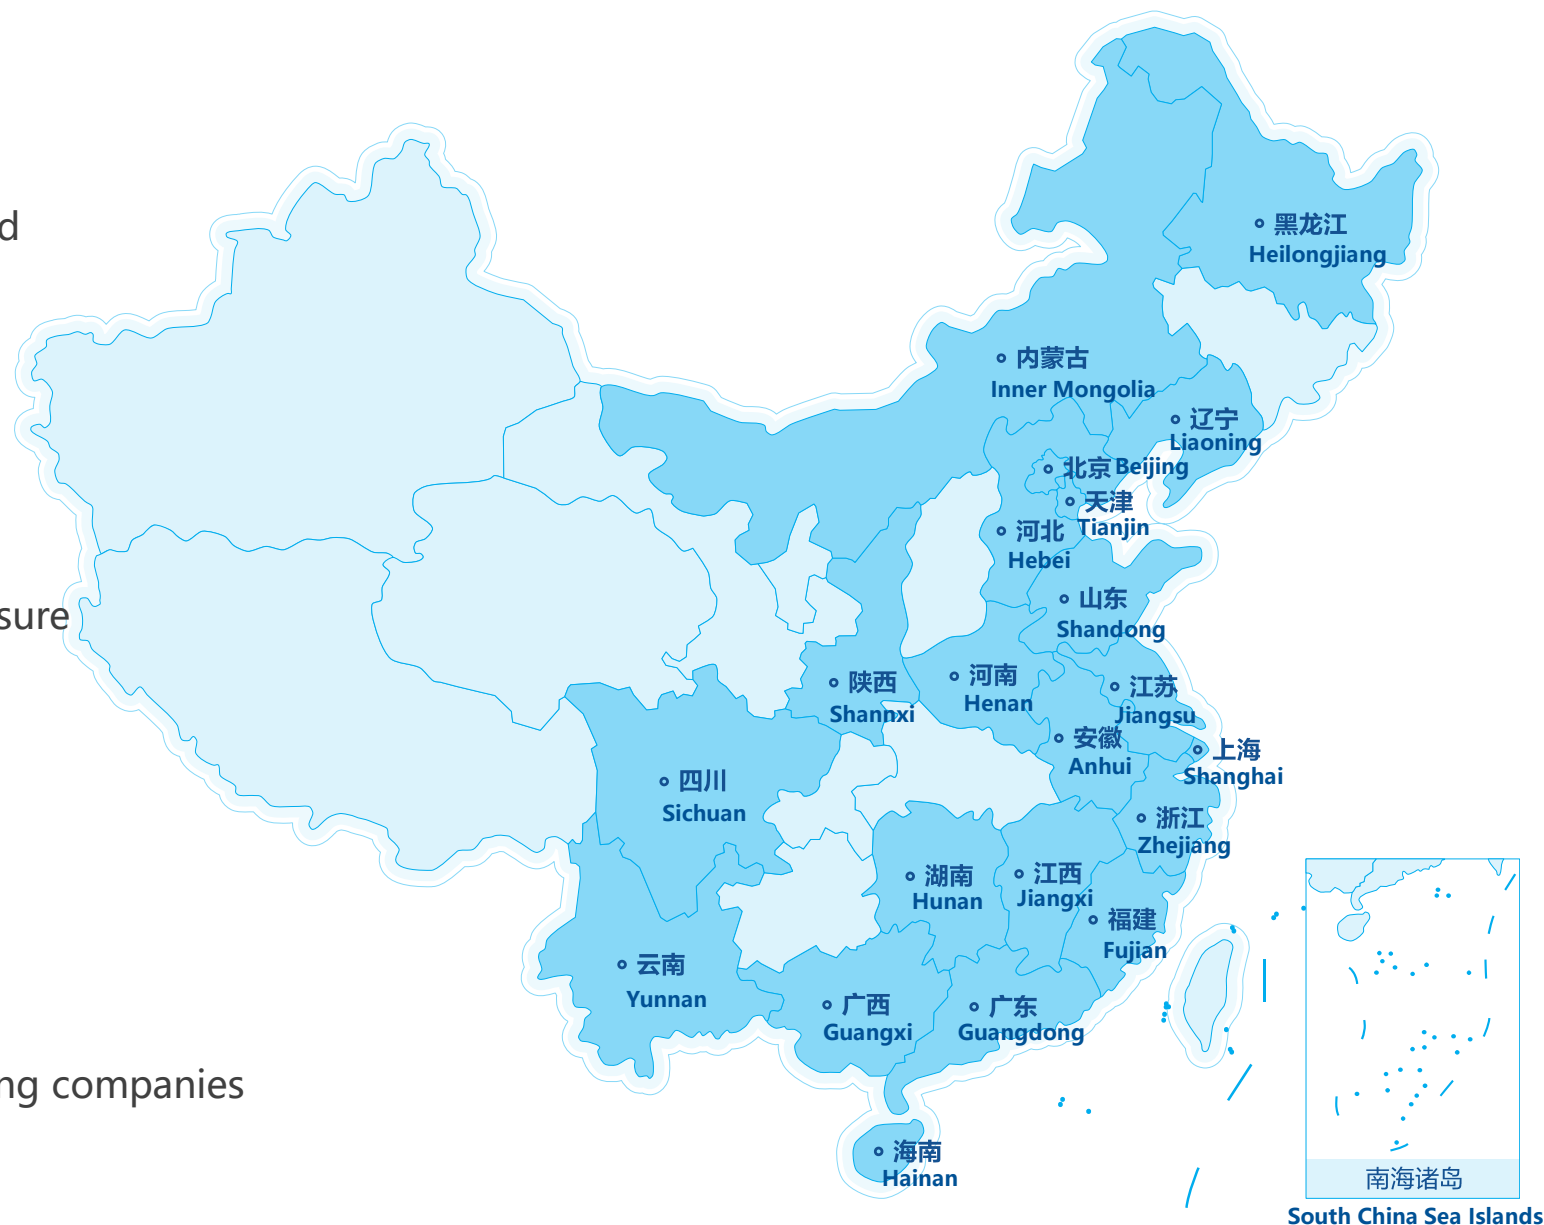 d
黑龙江
Heilongjiang
内蒙古
Inner Mongolia
辽宁
Liaoning
北京 Beijing
天津
Tianjin
河北
Hebei
山东
Shandong
sure
陕西
Shannxi
河南
Henan
江苏
Jiangsu
安徽
Anhui
上海
Shanghai
四川
Sichuan
浙江
Zhejiang
湖南
Hunan
江西
Jiangxi
福建
Fujian
云南
Yunnan
广西
Guangxi
广东
Guangdong
ng companies
海南
Hainan
南海诸岛
South China Sea Islands